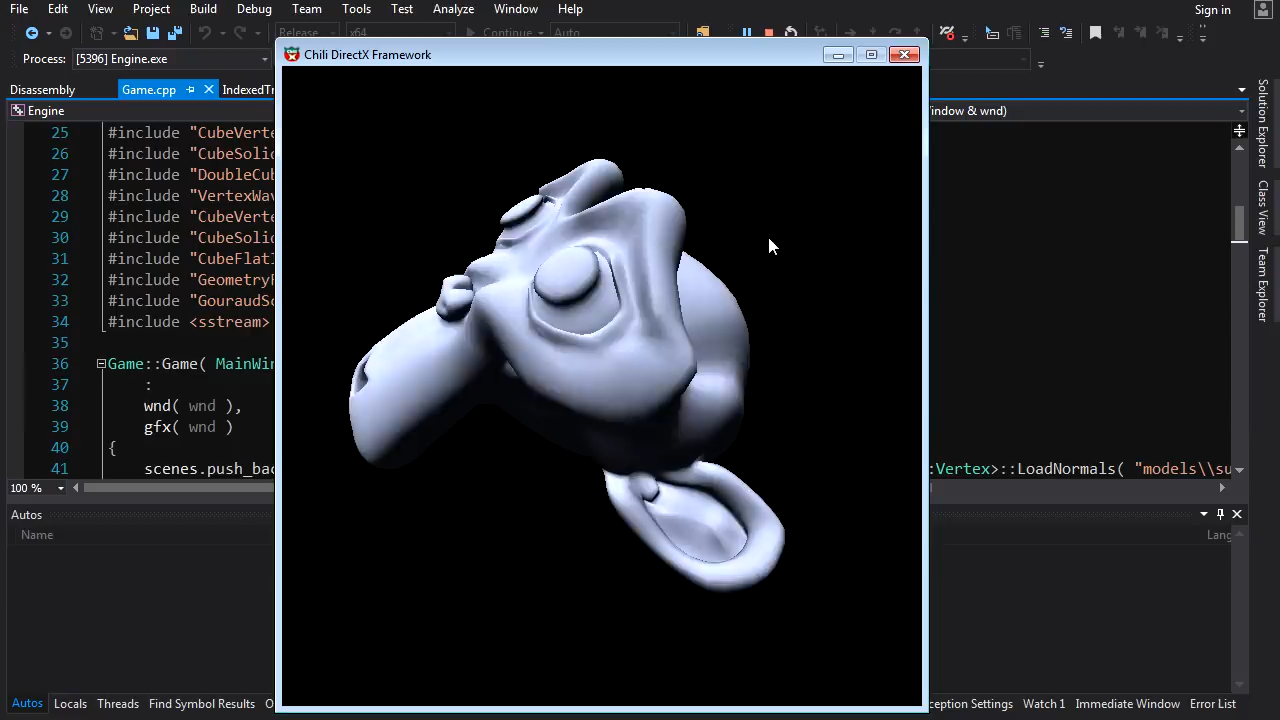 File Edit View Project Build Debug Team Tools Test Analyze Window Help Sign in
Release x64 Continue Auto
Process: [5396] Engine.exe
Chili DirectX Framework
Disassembly Game.cpp IndexedTr
Engine indow & wnd)
25 #include "CubeVerte
26 #include "CubeSolid
27 #include "DoubleCub
28 #include "VertexWav
29 #include "CubeVerte
30 #include "CubeSolid
31 #include "CubeFlatI
32 #include "GeometryF
33 #include "GouraudSc
34 #include <sstream>
35
36 Game::Game( MainWin
37 :
38 wnd( wnd ),
39 gfx( wnd )
40 {
41 scenes.push_bac :Vertex>::LoadNormals( "models\\su
100 %
Autos
Name Lang
Autos Locals Threads Call Hierarchy
Solution Explorer
Class View
Team Explorer
ception Settings Watch 1 Immediate Window Error List